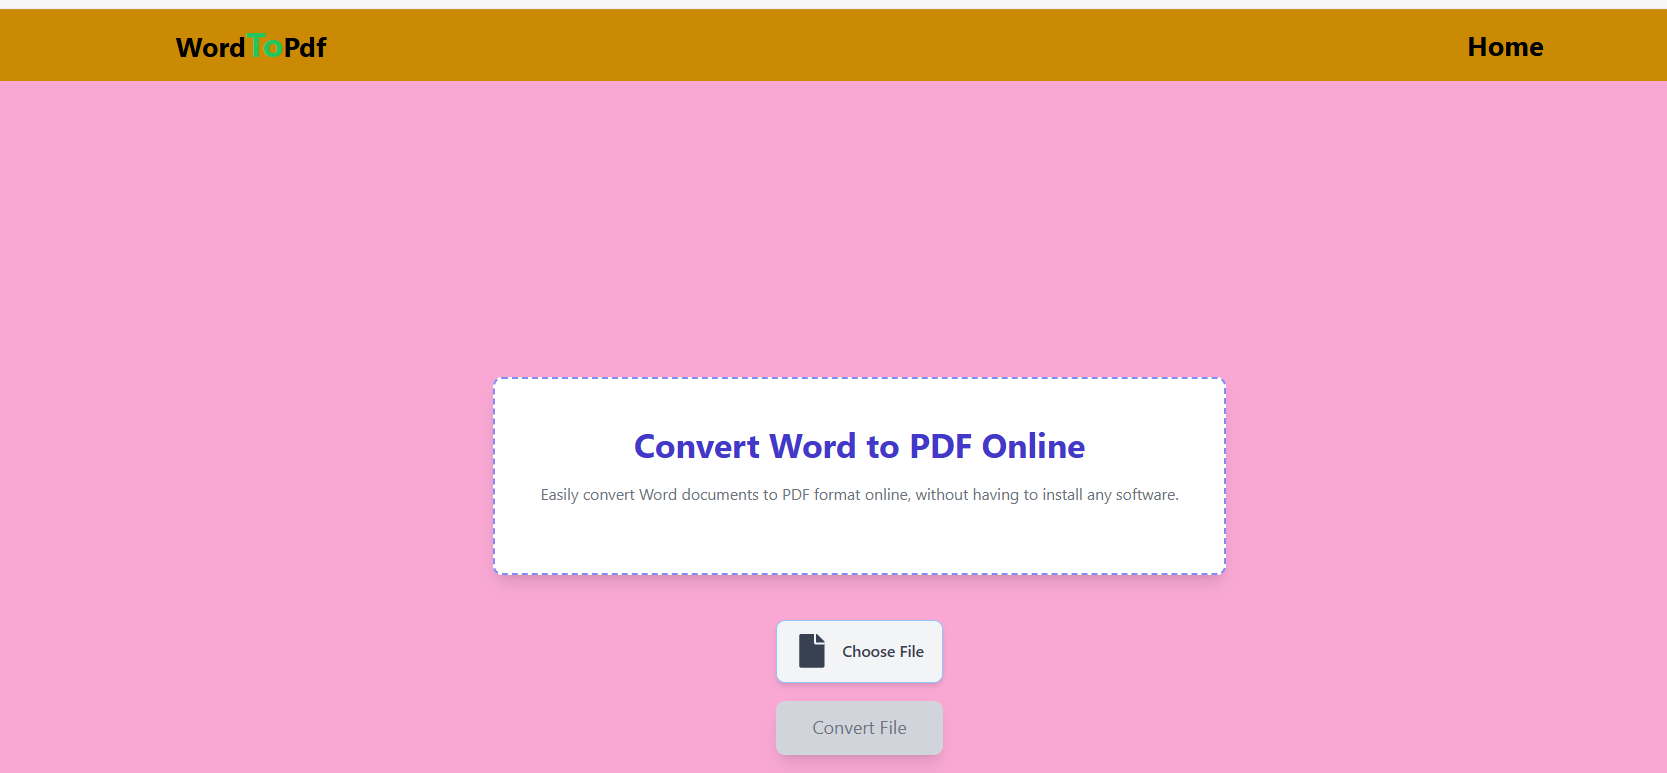 WordToPdf
Home
Convert Word to PDF Online
Easily convert Word documents to PDF format online, without having to install any software.
Choose File
Convert File